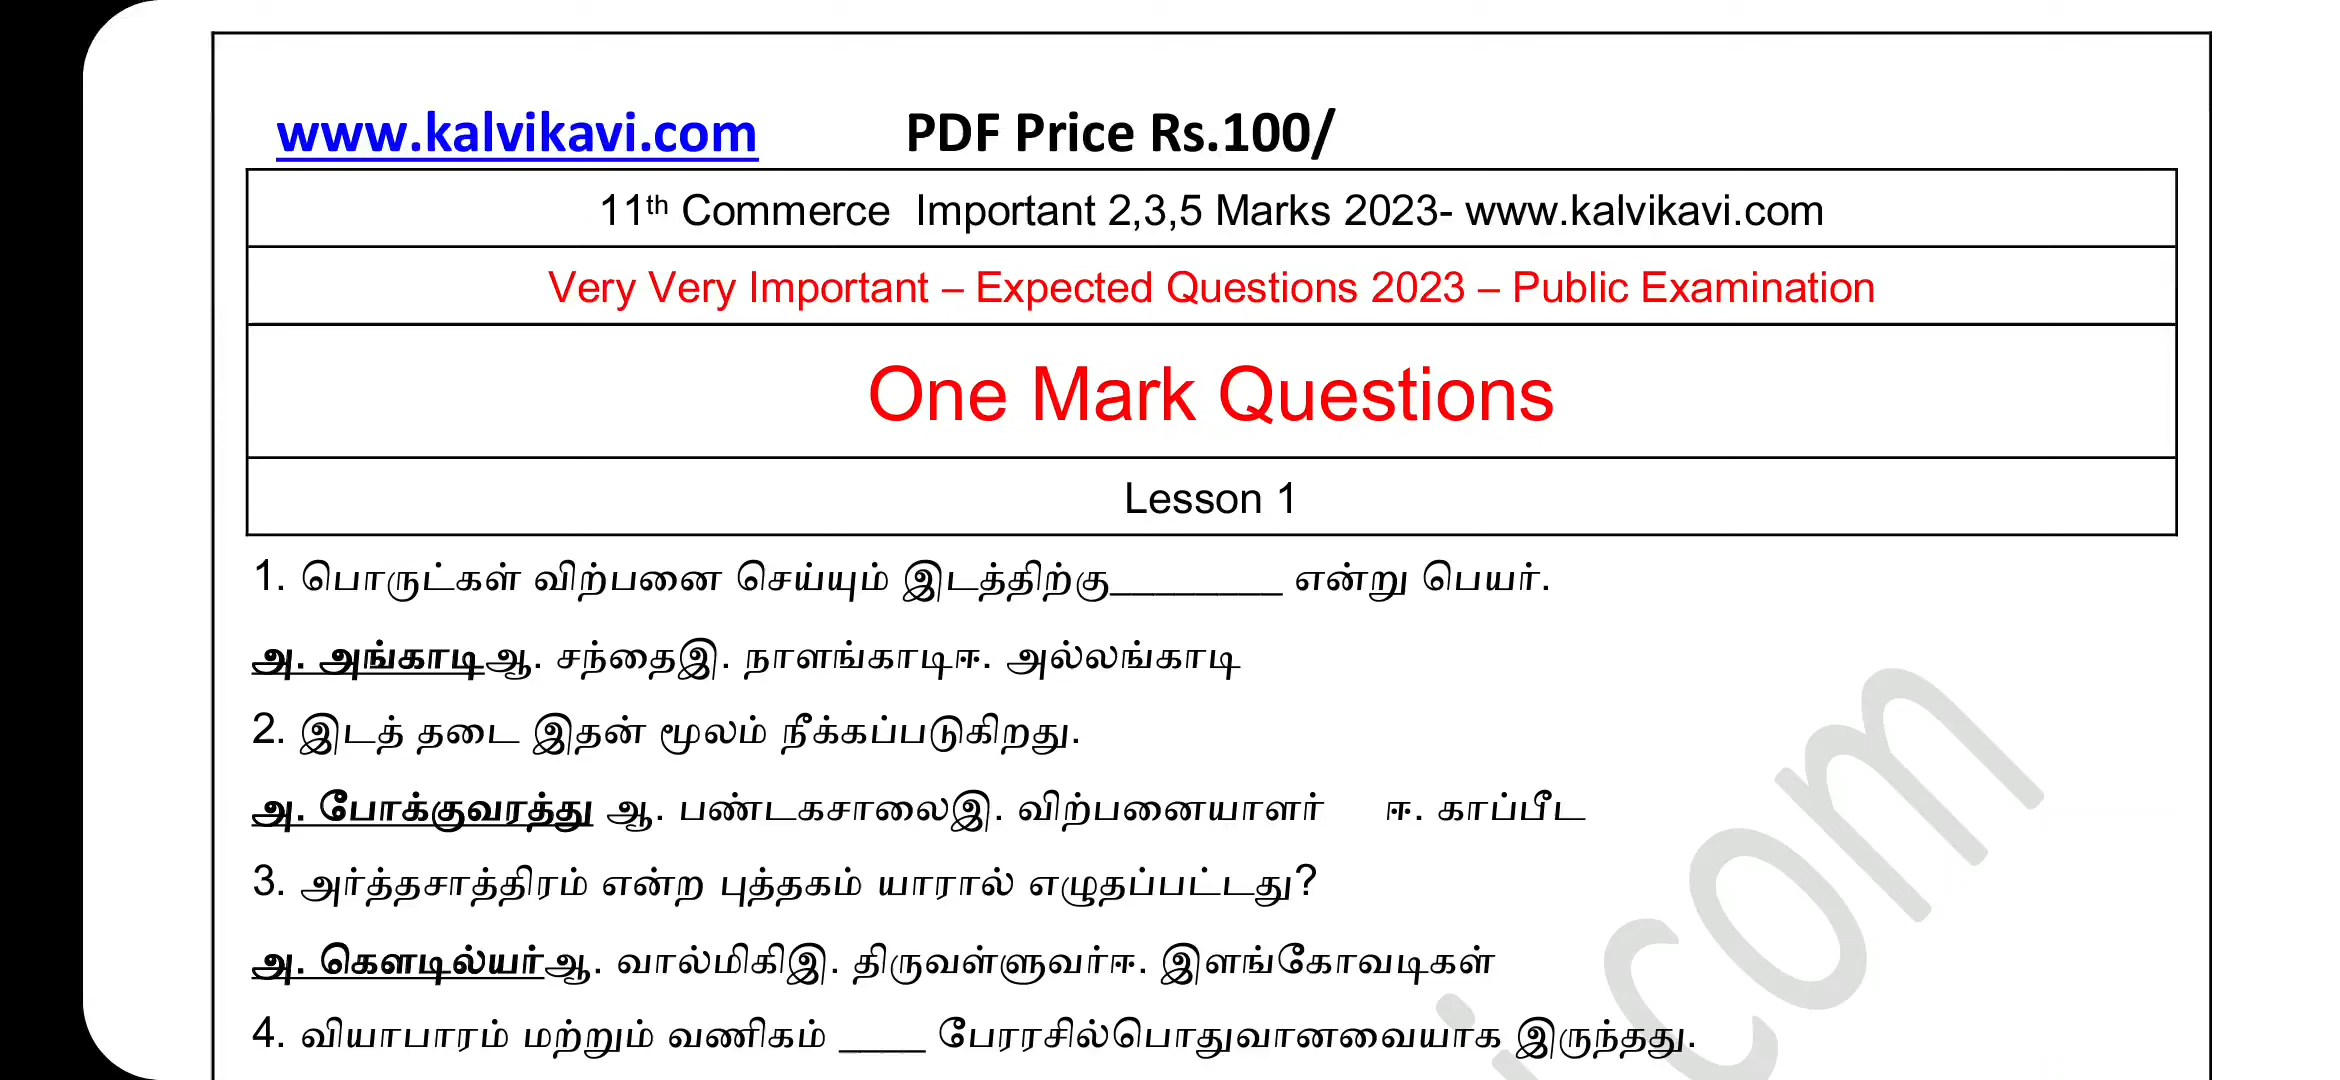 www.kalvikavi.com PDF Price Rs.100/
11th Commerce Important 2,3,5 Marks 2023- www.kalvikavi.com
Very Very Important – Expected Questions 2023 – Public Examination
One Mark Questions
Lesson 1
1. பொருட்கள் விற்பனை செய்யும் இடத்திற்கு________ என்று பெயர்.
அ. அங்காடிஆ. சந்தைஇ. நாளங்காடிஈ. அல்லங்காடி
2. இடத் தடை இதன் மூலம் நீக்கப்படுகிறது.
அ. போக்குவரத்து ஆ. பண்டகசாலைஇ. விற்பனையாளர் ஈ. காப்பீட
3. அர்த்தசாத்திரம் என்ற புத்தகம் யாரால் எழுதப்பட்டது?
அ. கௌடில்யர்ஆ. வால்மிகிஇ. திருவள்ளுவர்ஈ. இளங்கோவடிகள்
4. வியாபாரம் மற்றும் வணிகம் ____ பேரரசில்பொதுவானவையாக இருந்தது.